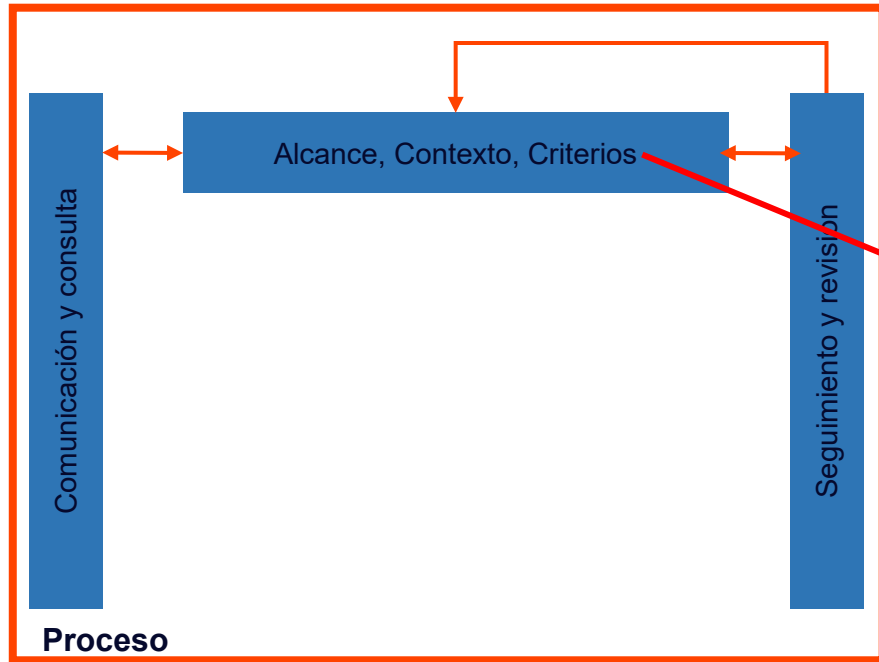 Alcance, Contexto, Criterios
Comunicación y consulta
Seguimiento y revisión
Proceso